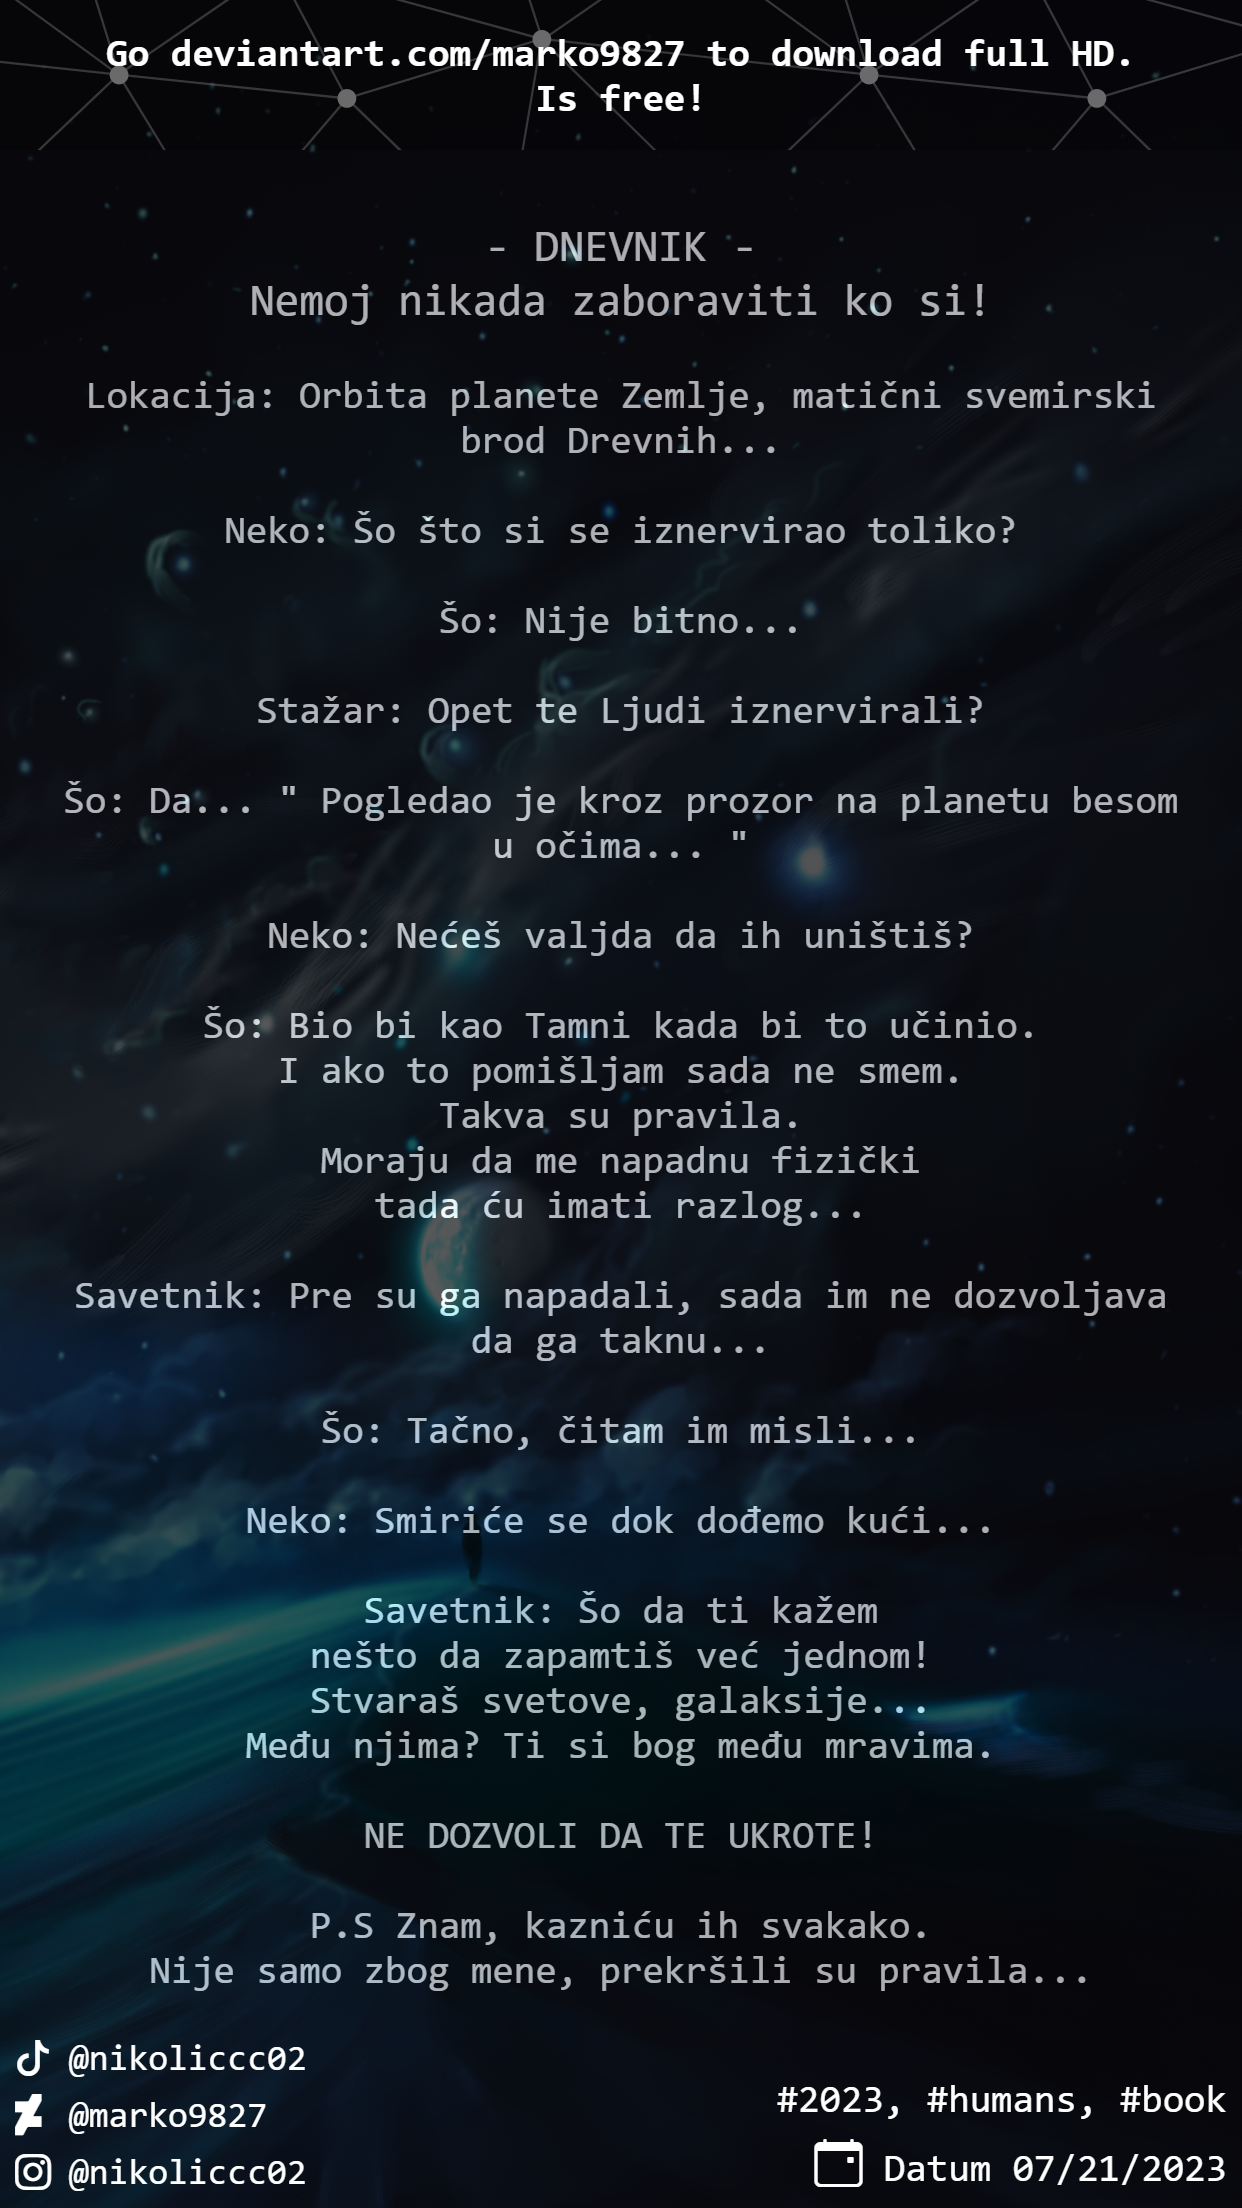 Go deviantart.com/marko9827 to download full HD.
Is free!
- DNEVNIK -
Nemoj nikada zaboraviti ko si!
Lokacija: Orbita planete Zemlje, matični svemirski
brod Drevnih...
Neko: Šo što si se iznervirao toliko?
Šo: Nije bitno...
Stažar: Opet te Ljudi iznervirali?
Šo: Da... " Pogledao je kroz prozor na planetu besom
u očima... "
Neko: Nećeš valjda da ih uništiš?
Šo: Bio bi kao Tamni kada bi to učinio.
I ako to pomišljam sada ne smem.
Takva su pravila.
Moraju da me napadnu fizički
tada ću imati razlog...
Savetnik: Pre su ga napadali, sada im ne dozvoljava
da ga taknu...
Šo: Tačno, čitam im misli...
Neko: Smiriće se dok dođemo kući...
Savetnik: Šo da ti kažem
nešto da zapamtiš već jednom!
Stvaraš svetove, galaksije...
Među njima? Ti si bog među mravima.
NE DOZVOLI DA TE UKROTE!
P.S Znam, kazniću ih svakako.
Nije samo zbog mene, prekršili su pravila...
@nikoliccc02
@marko9827
@nikoliccc02
#2023, #humans, #book
Datum 07/21/2023